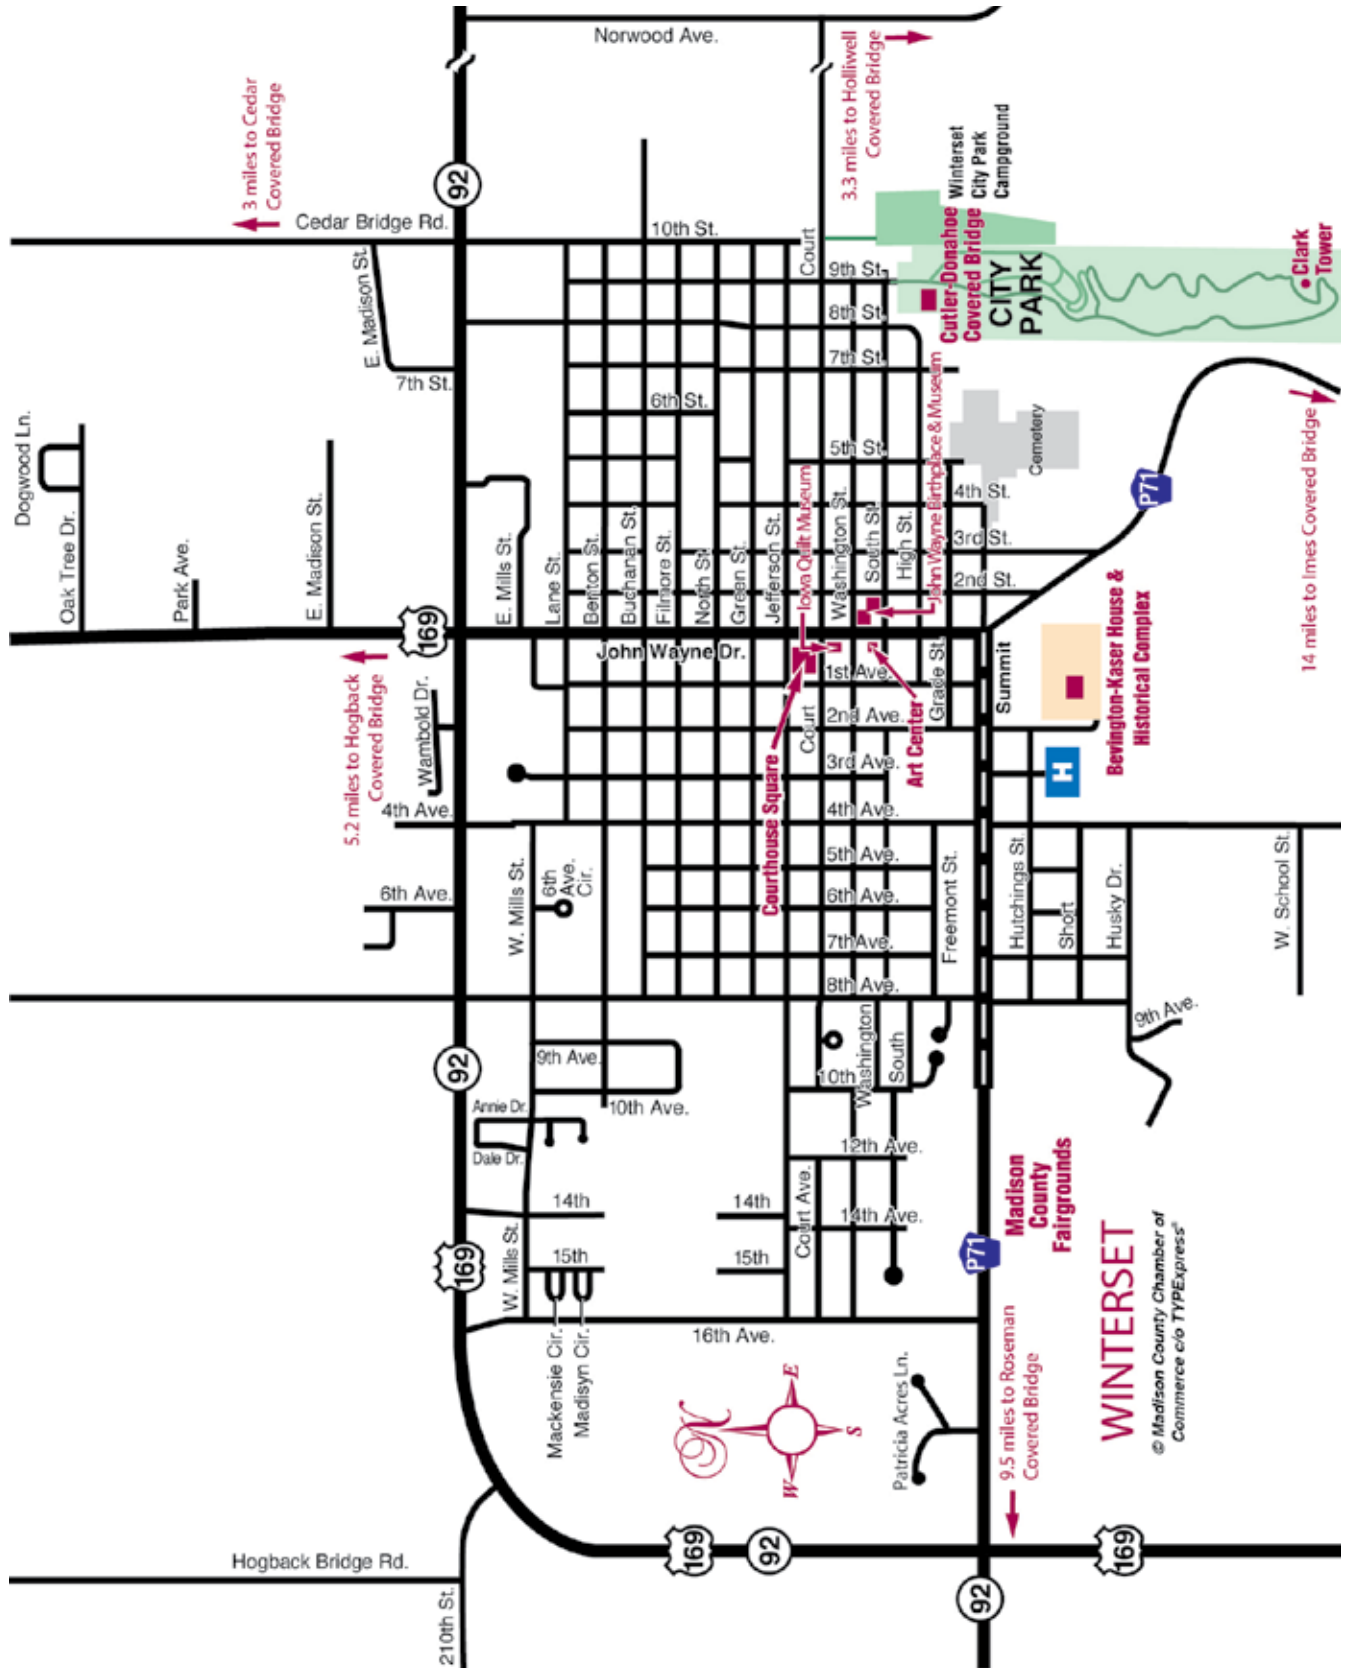 Norwood Ave.
3 miles to Cedar
Covered Bridge
3.3 miles to Holliwell
Covered Bridge
92
Winterset
City Park
Campground
Cedar Bridge Rd.
10th St.
Court
Cutler-Donahoe
Covered Bridge
CITY
PARK
Clark
Tower
E. Madison St.
E. Madison St.
9th St.
8th St.
7th St.
7th St.
6th St.
5th St.
4th St.
3rd St.
2nd St.
Cemetery
P71
14 miles to Imes Covered Bridge
Dogwood Ln.
Oak Tree Dr.
Park Ave.
E. Madison St.
E. Mills St.
Lane St.
Benton St.
Buchanan St.
Filmore St.
North St.
Green St.
Jefferson St.
Iowa Quilt Museum
Washington St.
South St.
High St.
John Wayne Birthplace & Museum
169
John Wayne Dr.
5.2 miles to Hogback
Covered Bridge
Wambold Dr.
1st Ave.
2nd Ave.
3rd Ave.
4th Ave.
4th Ave.
5th Ave.
6th Ave.
6th Ave.
7thAve.
8th Ave.
Court
Courthouse Square
Art Center
Grade St.
Summit
Bevington-Kaser House &
Historical Complex
H
W. Mills St.
6th
Ave.
Cir.
Freemont St.
Hutchings St.
Short
Husky Dr.
W. School St.
9th Ave.
92
9th Ave.
10th Ave.
10th
Washington
South
Annie Dr.
Dale Dr.
12th Ave.
14th
14th
14th Ave.
15th
15th
Court Ave.
W. Mills St.
169
P71
Madison
County
Fairgrounds
16th Ave.
Mackensie Cir.
Madisyn Cir.
N
W
E
S
Patricia Acres Ln.
9.5 miles to Roseman
Covered Bridge
WINTERSET
© Madison County Chamber of
Commerce c/o TYPExpress®
Hogback Bridge Rd.
210th St.
169
92
169
92